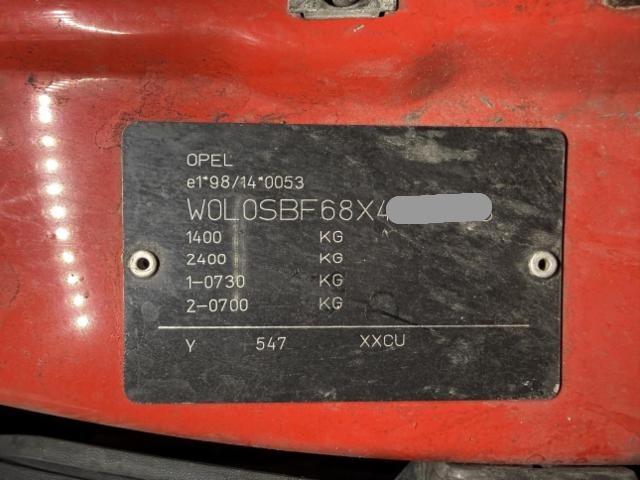 OPEL
e1*98/14*0053
W0L0SBF68X4
1400 KG
2400 KG
1-0730 KG
2-0700 KG
Y 547 XXCU